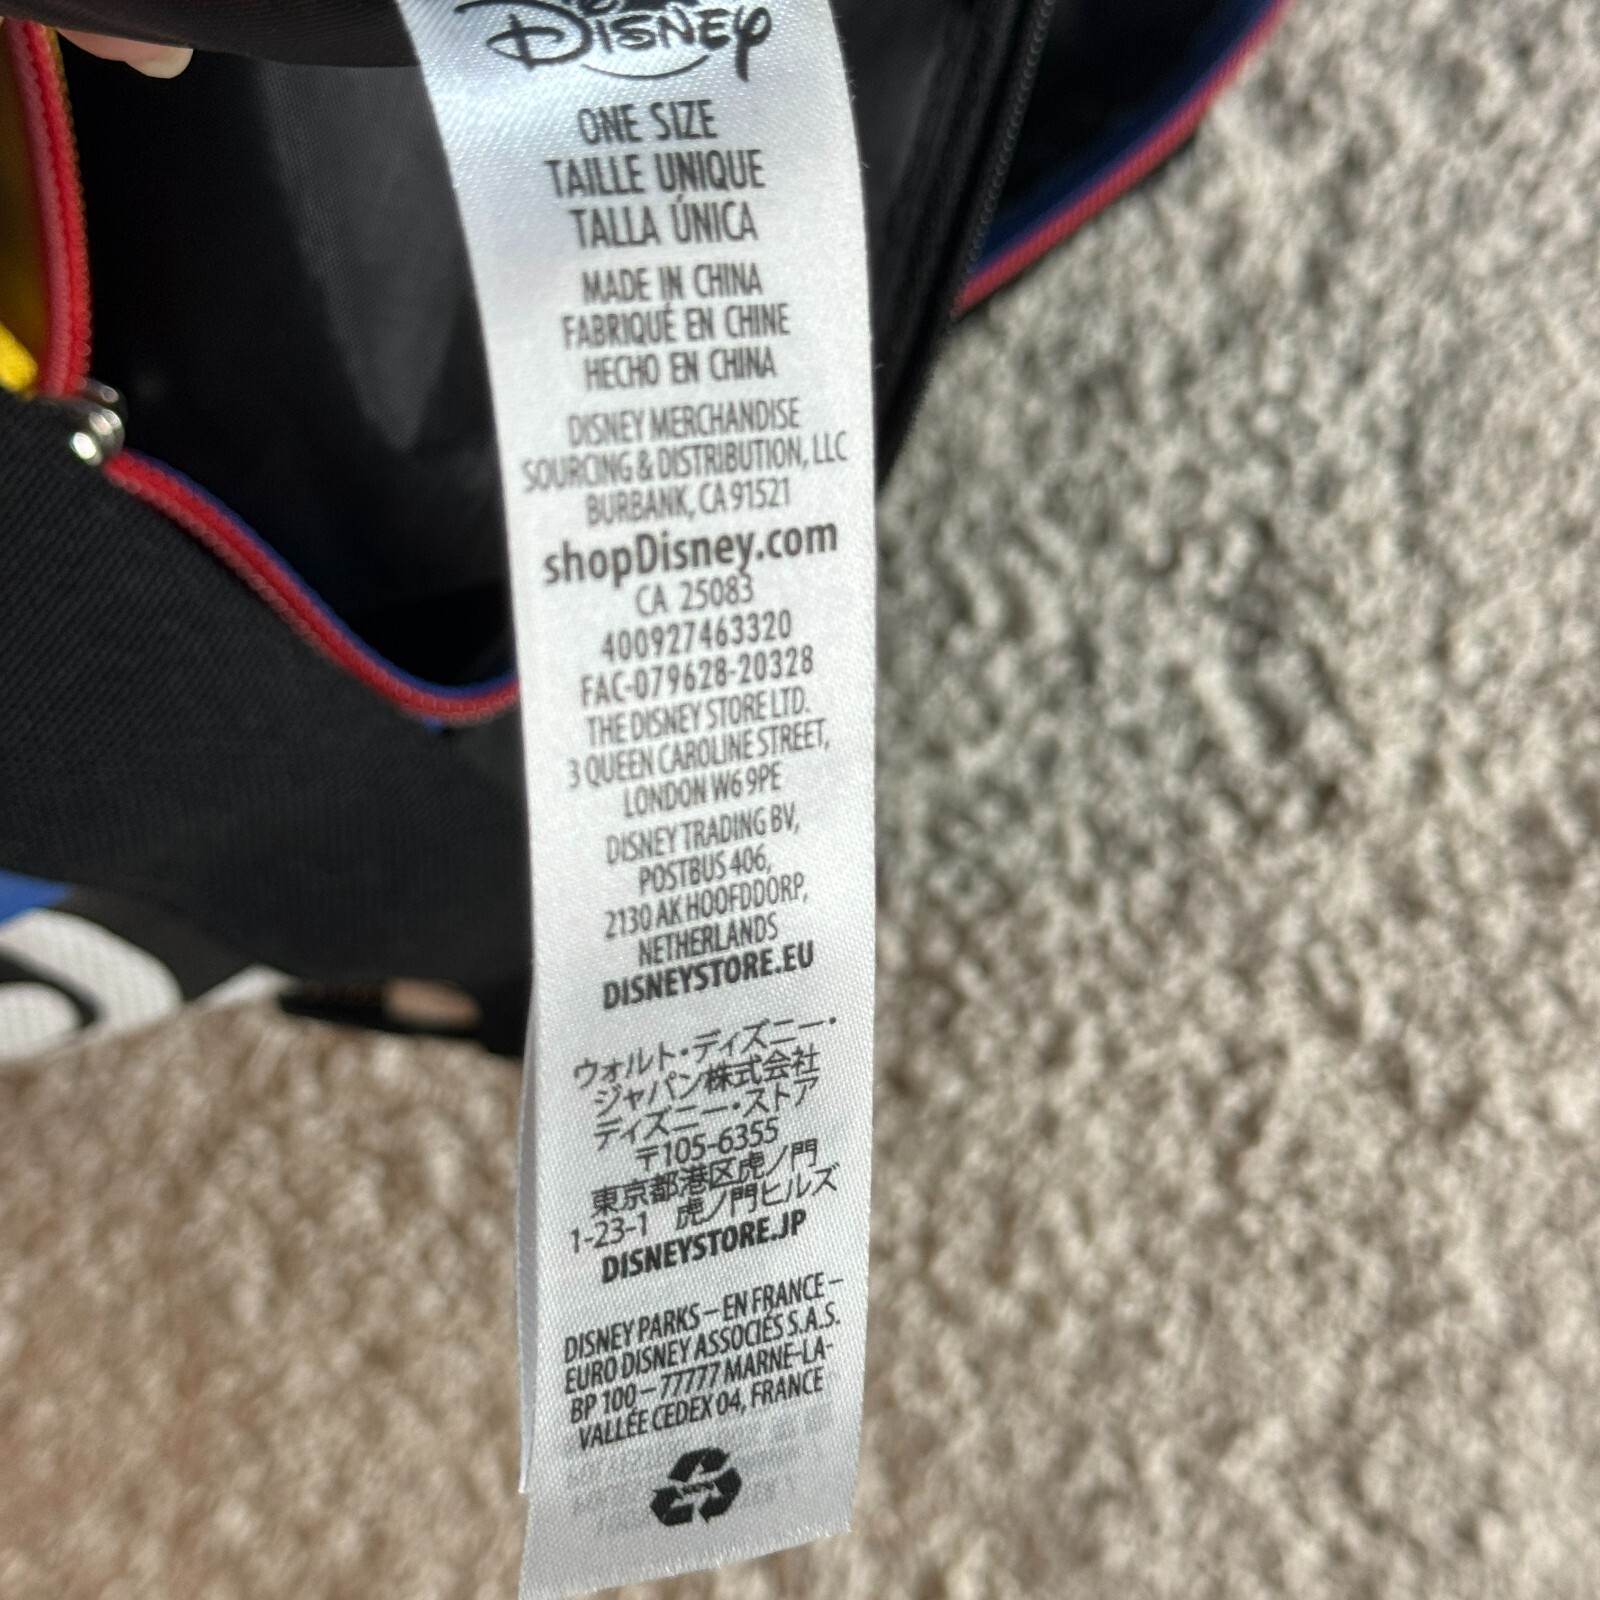 Disney
ONE SIZE
TAILLE UNIQUE
TALLA ÚNICA
MADE IN CHINA
FABRIQUÉ EN CHINE
HECHO EN CHINA
DISNEY MERCHANDISE
SOURCING & DISTRIBUTION, LLC
BURBANK, CA 91521
shopDisney.com
CA 25083
400927463320
FAC-079628-20328
THE DISNEY STORE LTD.
3 QUEEN CAROLINE STREET,
LONDON W6 9PE
DISNEY TRADING BV,
POSTBUS 406,
2130 AK HOOFDDORP,
NETHERLANDS
DISNEYSTORE.EU
ウォルト・ディズニー・
ジャパン株式会社
ディズニー・ストア
〒105-6355
東京都港区虎ノ門
1-23-1 虎ノ門ヒルズ
DISNEYSTORE.JP
DISNEY PARKS – EN FRANCE –
EURO DISNEY ASSOCIÉS S.A.S.
BP 100 – 77777 MARNE-LA-
VALLÉE CEDEX 04, FRANCE